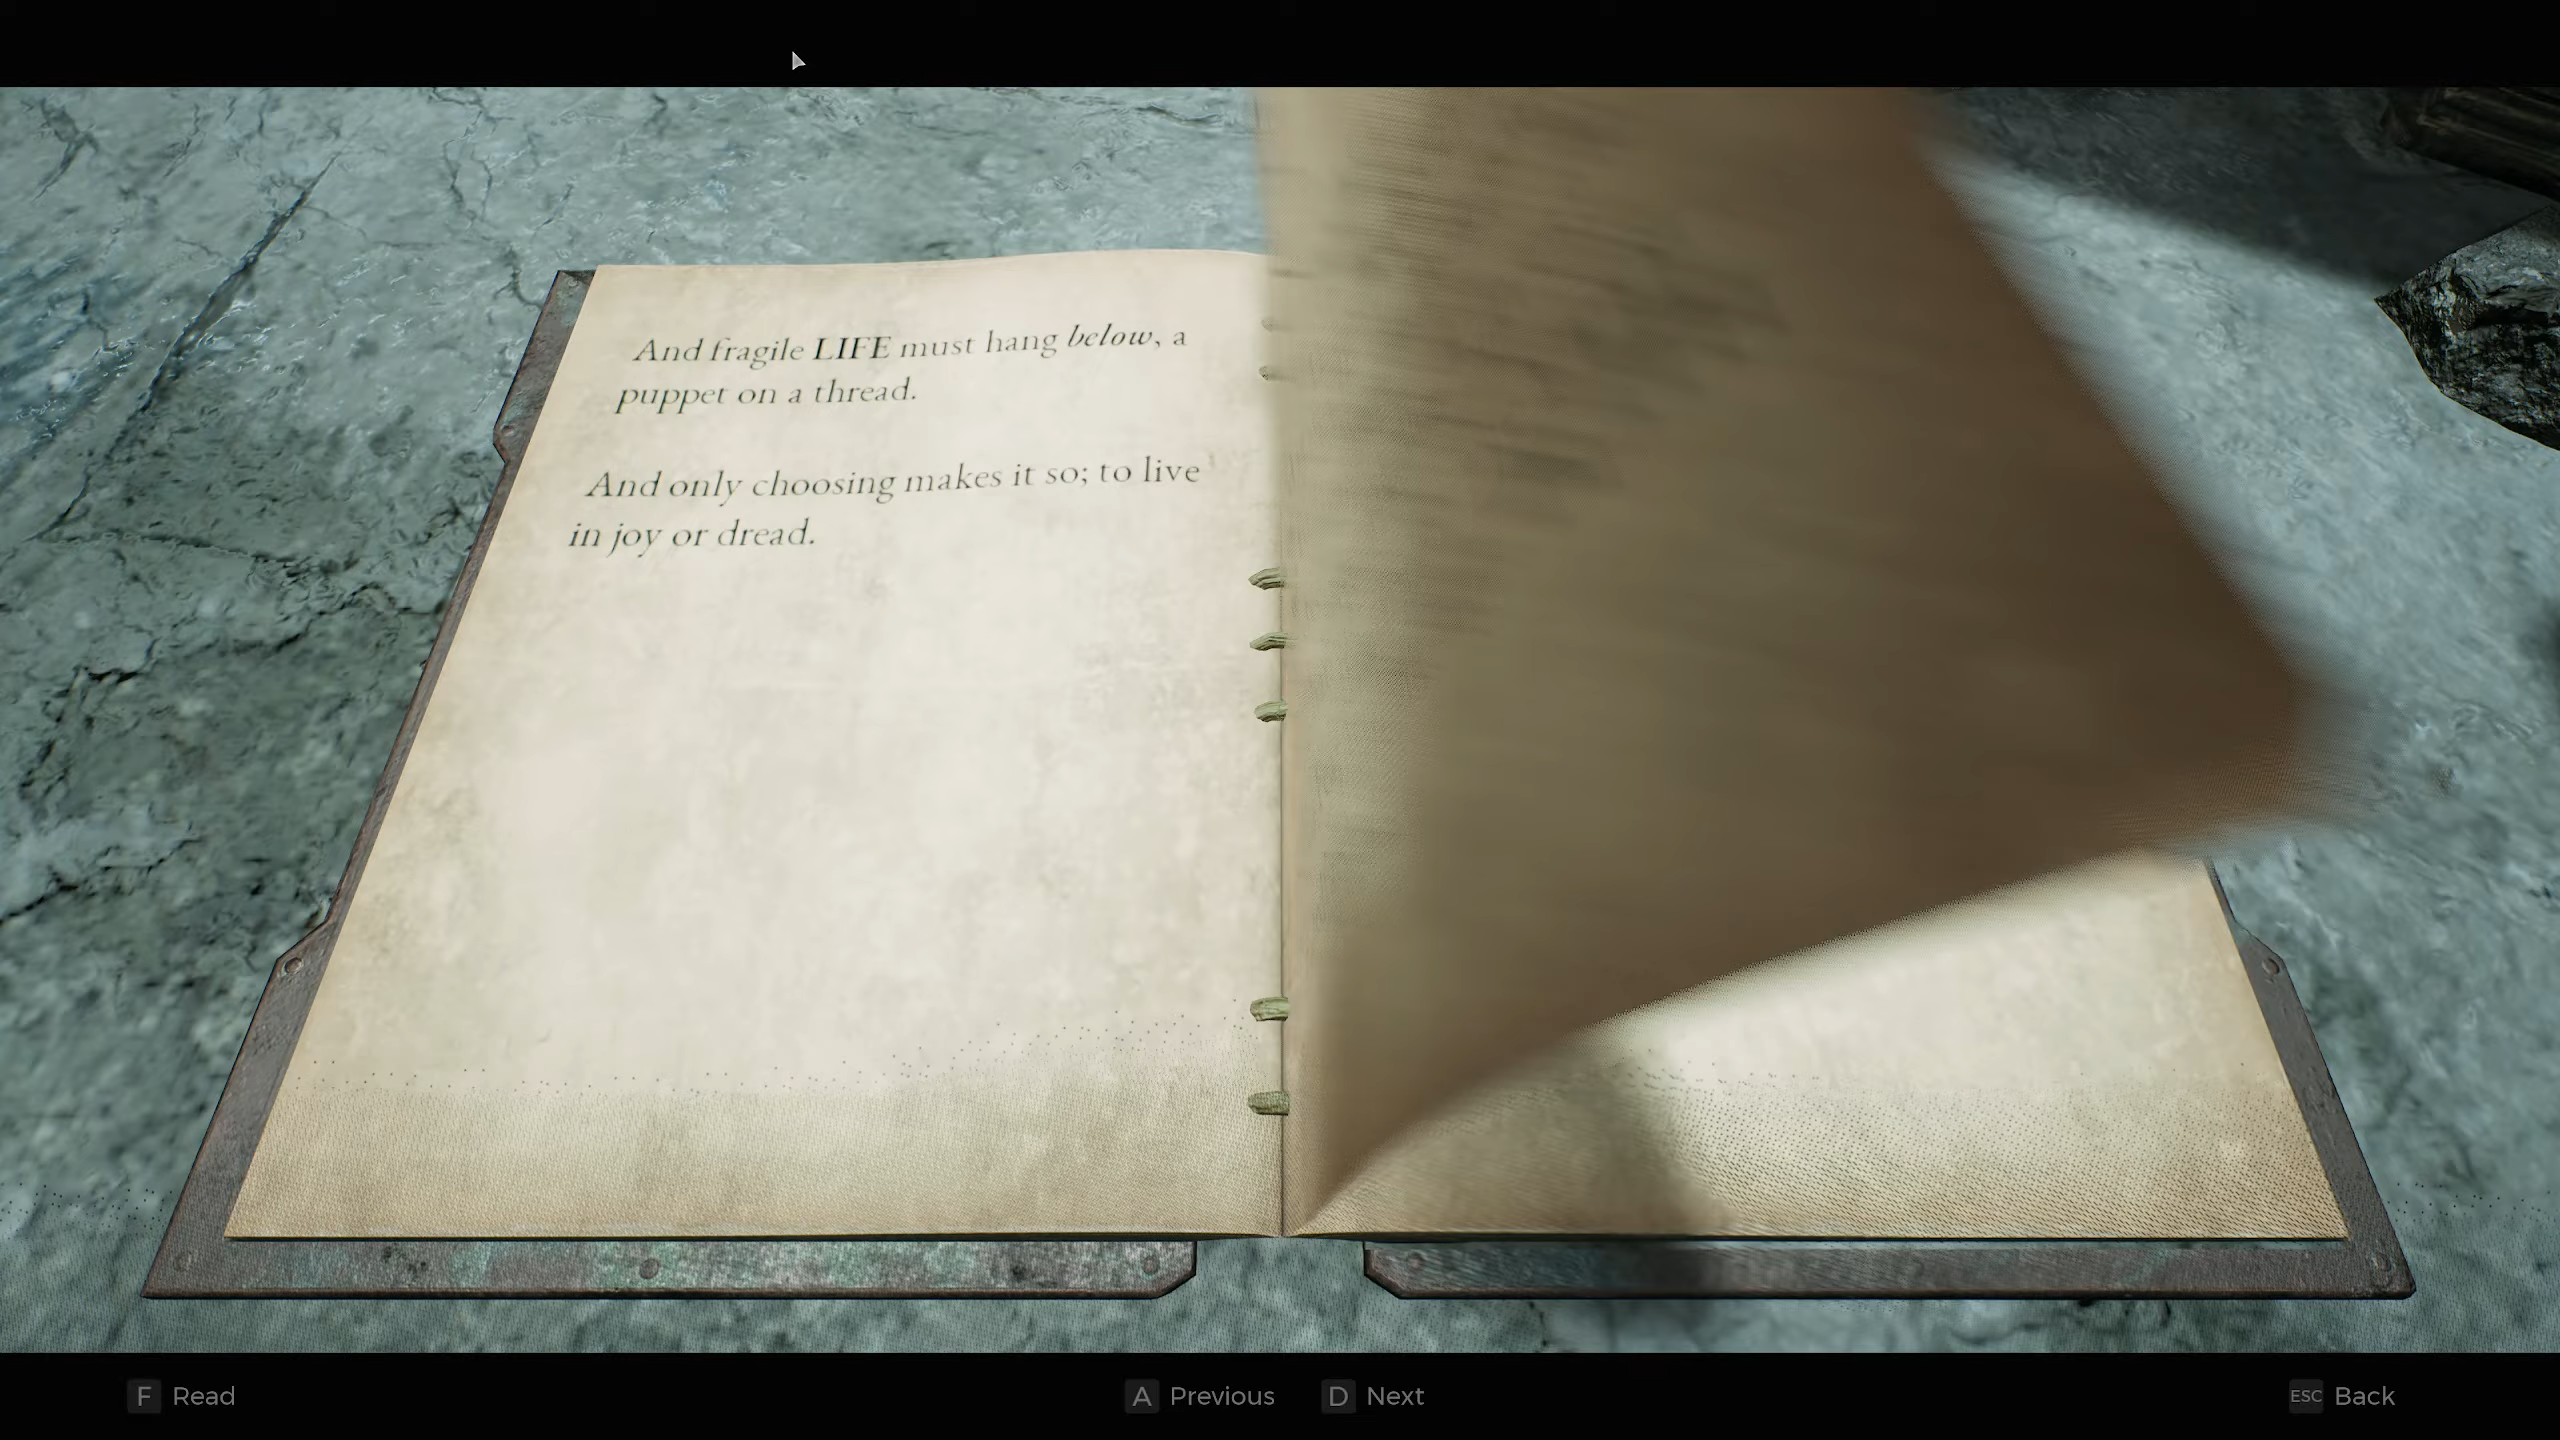 And fragile LIFE must hang below, a
puppet on a thread.
And only choosing makes it so; to live
in joy or dread.
F Read
A Previous
D Next
ESC Back